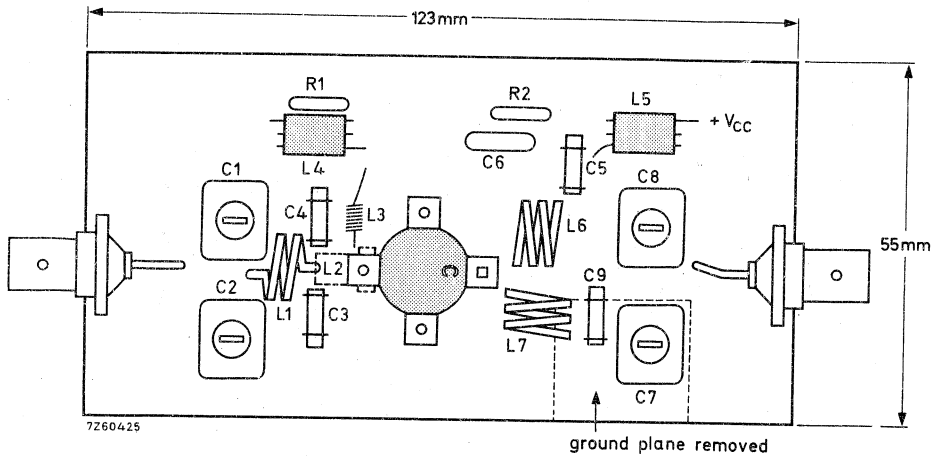 123mm
R1
R2
L5
+ VCC
C6
C5
L4
C1
C4
L3
L6
C8
55mm
L2
C
C9
C2
L1
C3
L7
C7
7Z60425
ground plane removed